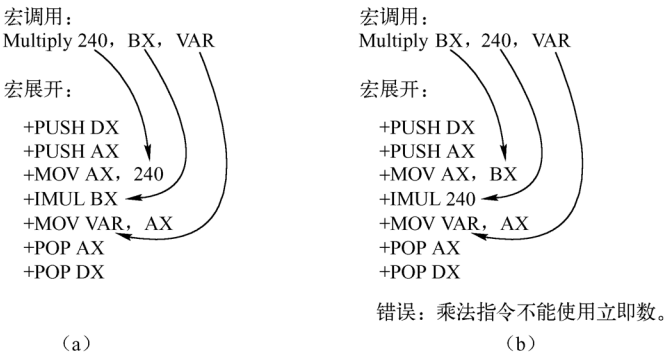 宏调用:
Multiply 240，BX，VAR
宏展开:
+PUSH DX
+PUSH AX
+MOV AX，240
+IMUL BX
+MOV VAR，AX
+POP AX
+POP DX
（a）
宏调用:
Multiply BX，240，VAR
宏展开:
+PUSH DX
+PUSH AX
+MOV AX，BX
+IMUL 240
+MOV VAR，AX
+POP AX
+POP DX
错误：乘法指令不能使用立即数。
（b）